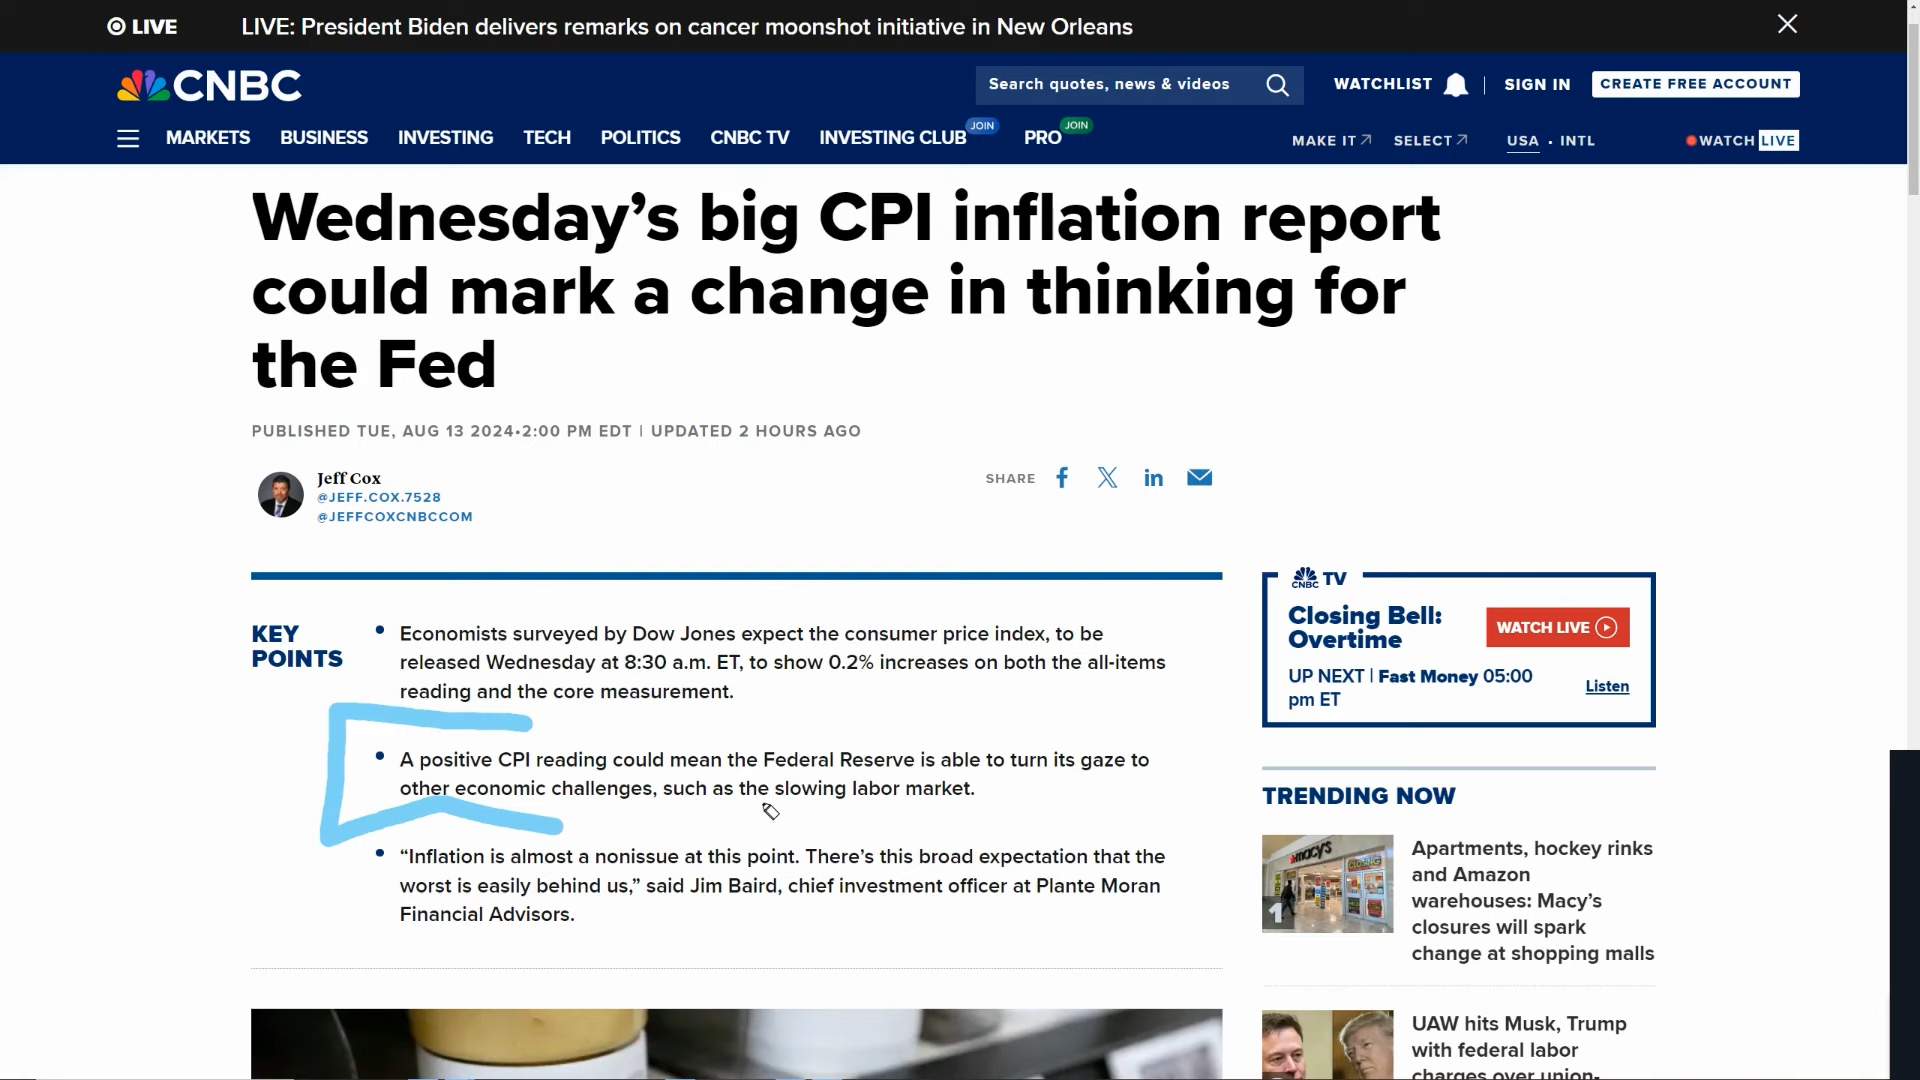 LIVE
LIVE: President Biden delivers remarks on cancer moonshot initiative in New Orleans
CNBC
Search quotes, news & videos
WATCHLIST
SIGN IN
CREATE FREE ACCOUNT
MARKETS BUSINESS INVESTING TECH POLITICS CNBC TV INVESTING CLUB JOIN PRO JOIN
MAKE IT SELECT USA • INTL WATCH LIVE
Wednesday’s big CPI inflation report
could mark a change in thinking for
the Fed
PUBLISHED TUE, AUG 13 2024•2:00 PM EDT | UPDATED 2 HOURS AGO
Jeff Cox
@JEFF.COX.7528
@JEFFCOXCNBCCOM
SHARE
KEY
POINTS
Economists surveyed by Dow Jones expect the consumer price index, to be
released Wednesday at 8:30 a.m. ET, to show 0.2% increases on both the all-items
reading and the core measurement.
A positive CPI reading could mean the Federal Reserve is able to turn its gaze to
other economic challenges, such as the slowing labor market.
“Inflation is almost a nonissue at this point. There’s this broad expectation that the
worst is easily behind us,” said Jim Baird, chief investment officer at Plante Moran
Financial Advisors.
CNBC TV
Closing Bell:
Overtime
WATCH LIVE
UP NEXT | Fast Money 05:00
pm ET
Listen
TRENDING NOW
macy's
CLOSING
1
Apartments, hockey rinks
and Amazon
warehouses: Macy’s
closures will spark
change at shopping malls
UAW hits Musk, Trump
with federal labor
charges over union-